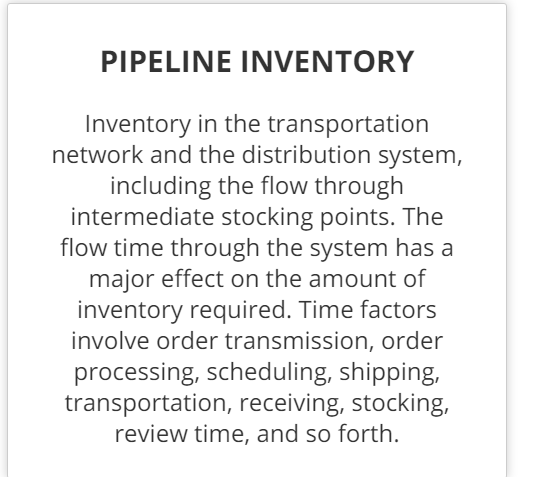 PIPELINE INVENTORY
Inventory in the transportation
network and the distribution system,
including the flow through
intermediate stocking points. The
flow time through the system has a
major effect on the amount of
inventory required. Time factors
involve order transmission, order
processing, scheduling, shipping,
transportation, receiving, stocking,
review time, and so forth.